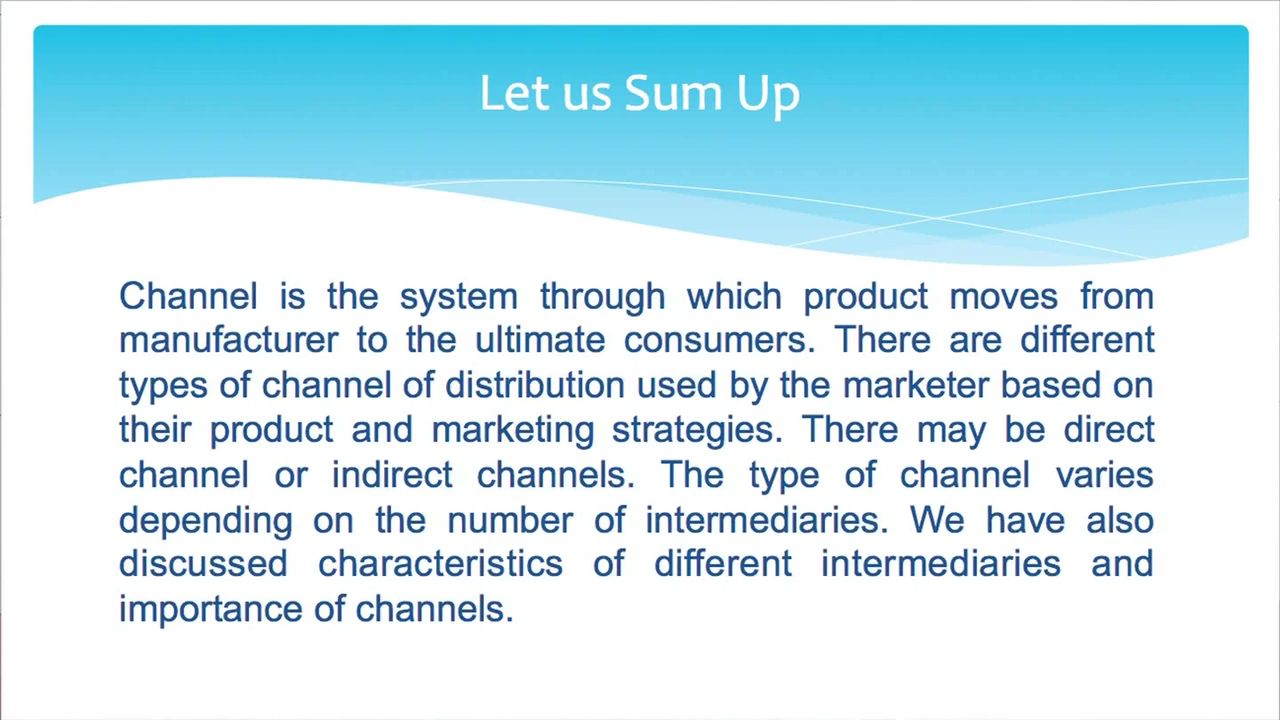 Let us Sum Up
Channel is the system through which product moves from
manufacturer to the ultimate consumers. There are different
types of channel of distribution used by the marketer based on
their product and marketing strategies. There may be direct
channel or indirect channels. The type of channel varies
depending on the number of intermediaries. We have also
discussed characteristics of different intermediaries and
importance of channels.